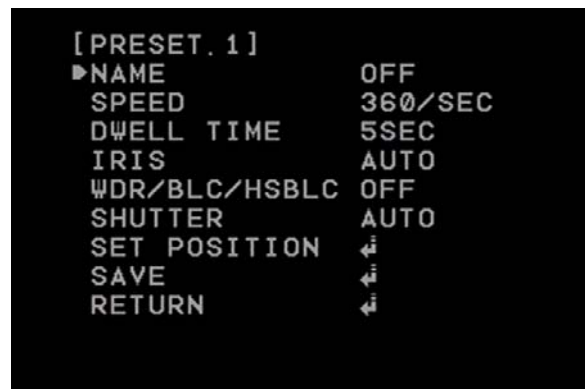 [PRESET.1]
NAME OFF
SPEED 360/SEC
DWELL TIME 5SEC
IRIS AUTO
WDR/BLC/HSBLC OFF
SHUTTER AUTO
SET POSITION ↲
SAVE ↲
RETURN ↲